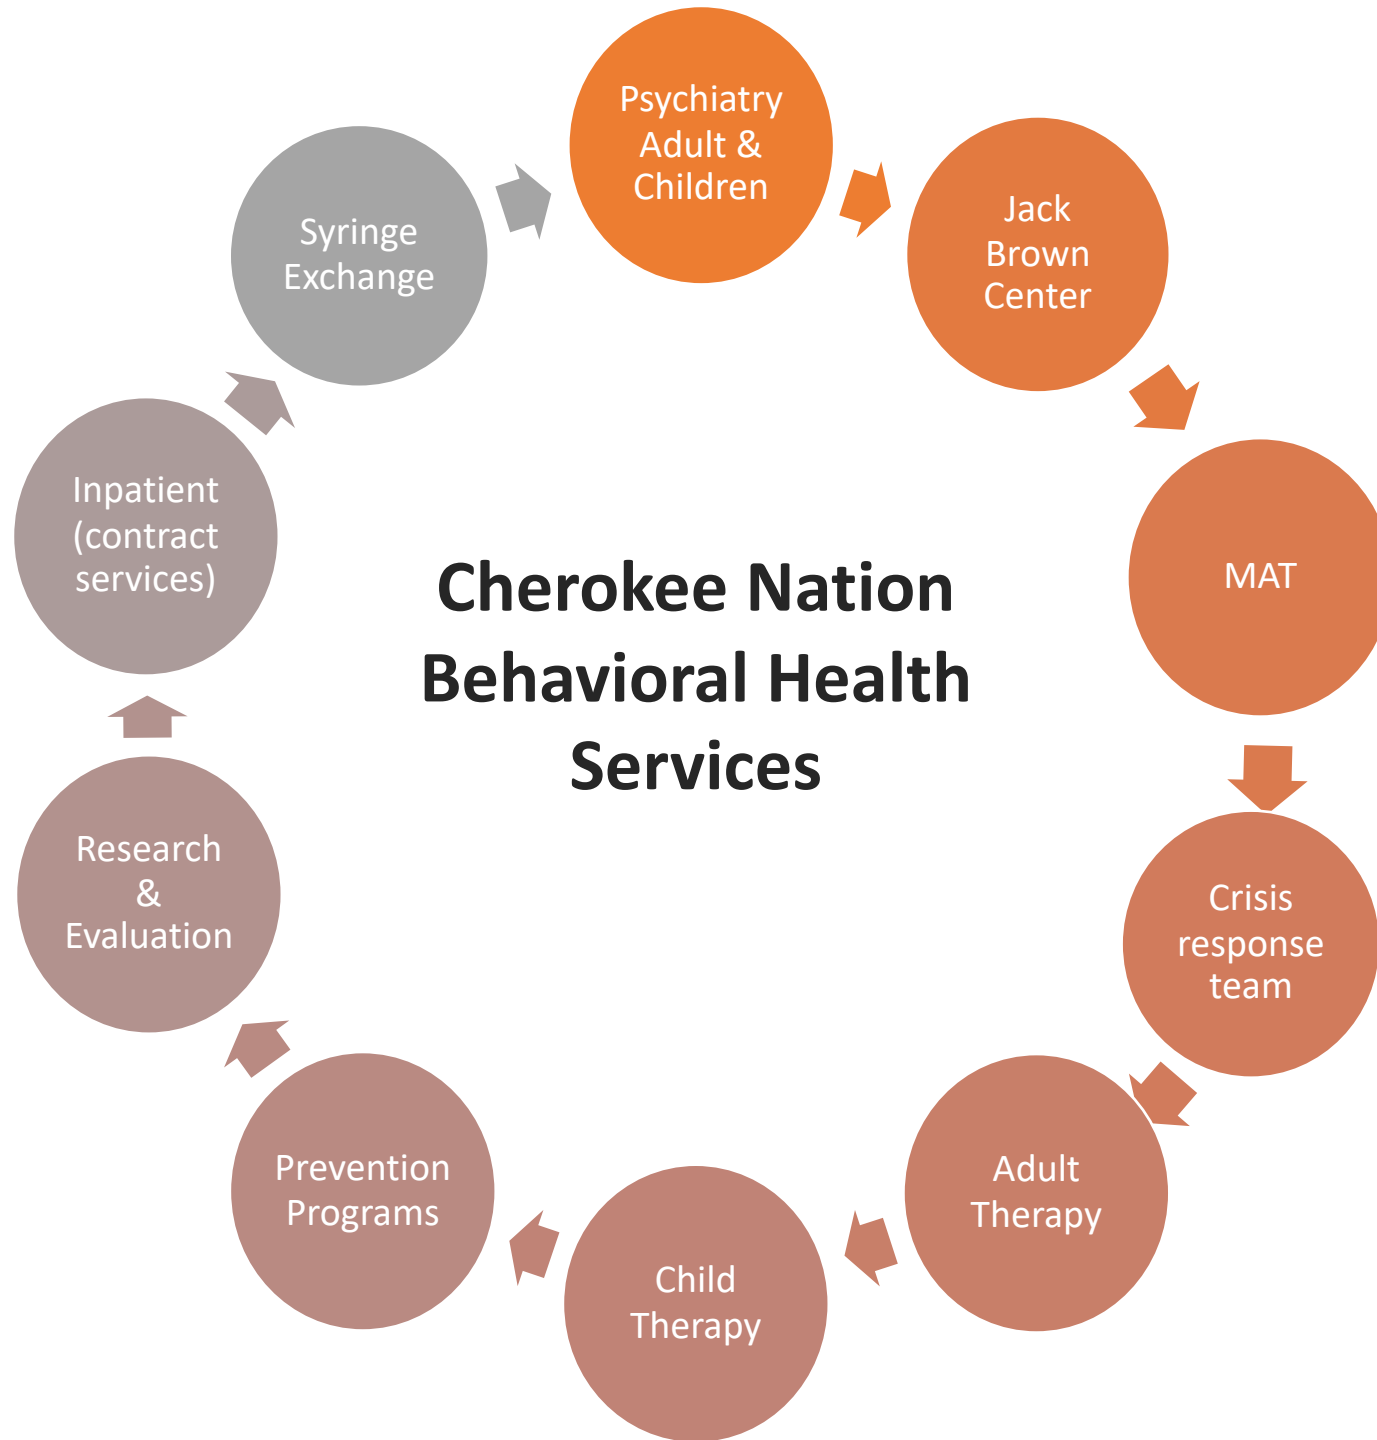 Psychiatry
Adult &
Children
Jack
Brown
Center
MAT
Crisis
response
team
Adult
Therapy
Child
Therapy
Prevention
Programs
Research
&
Evaluation
Inpatient
(contract
services)
Syringe
Exchange
Cherokee Nation
Behavioral Health
Services